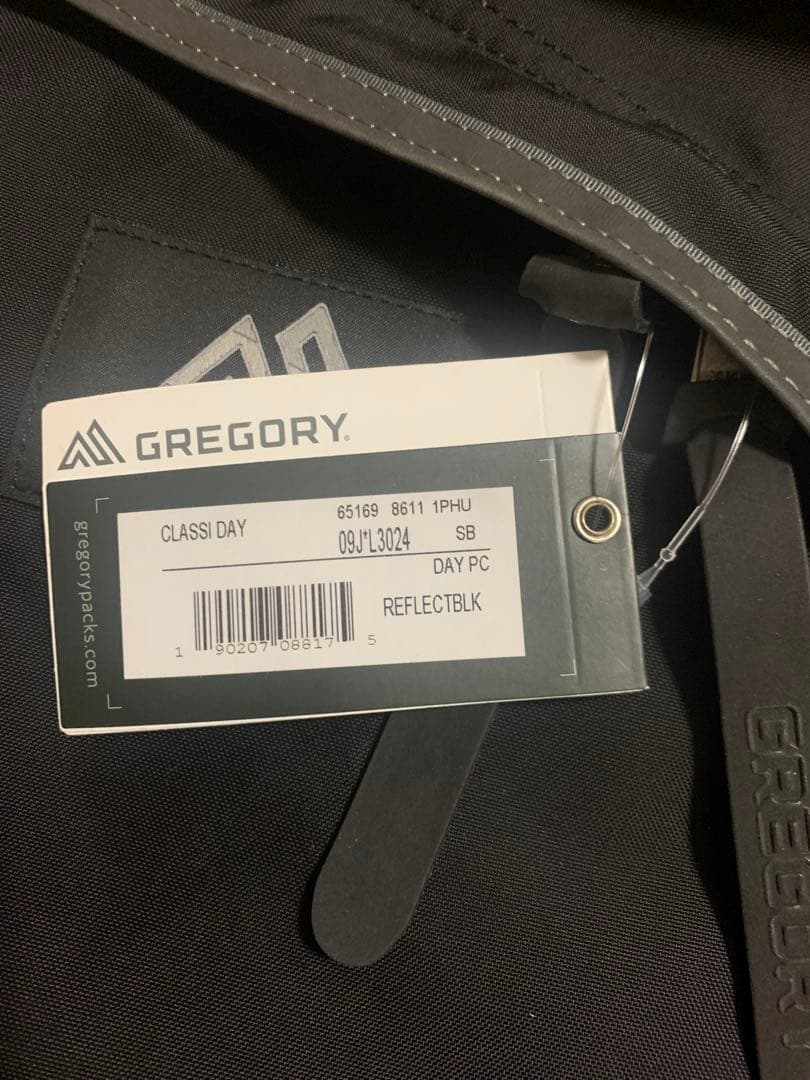 GREGORY.
gregorypacks.com
CLASSI DAY
65169 8611 1PHU
09J*L3024 SB
DAY PC
REFLECTBLK
1 90207 08817 5
GREGORY